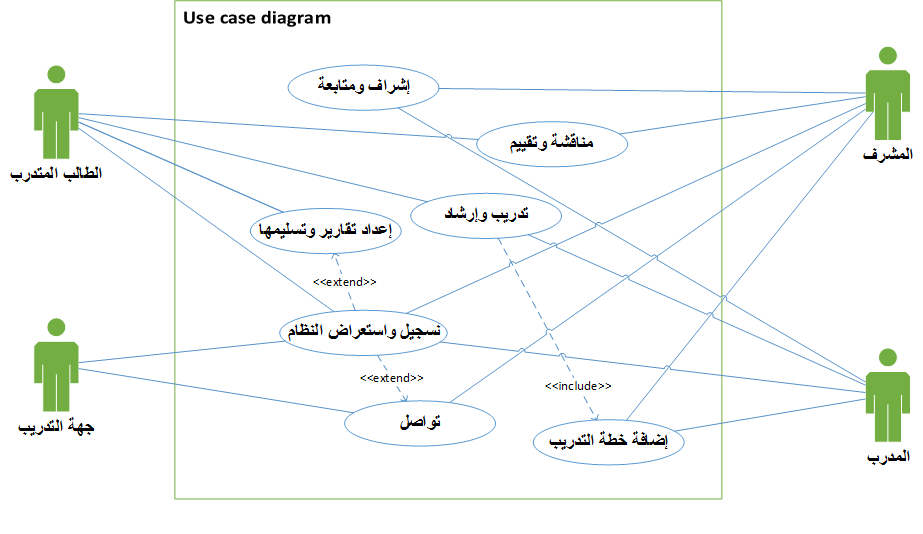 Use case diagram
إشراف ومتابعة
مناقشة وتقييم
المشرف
الطالب المتدرب
تدريب وإرشاد
إعداد تقارير وتسليمها
<<extend>>
تسجيل واستعراض النظام
<<extend>>
<<include>>
تواصل
جهة التدريب
إضافة خطة التدريب
المدرب